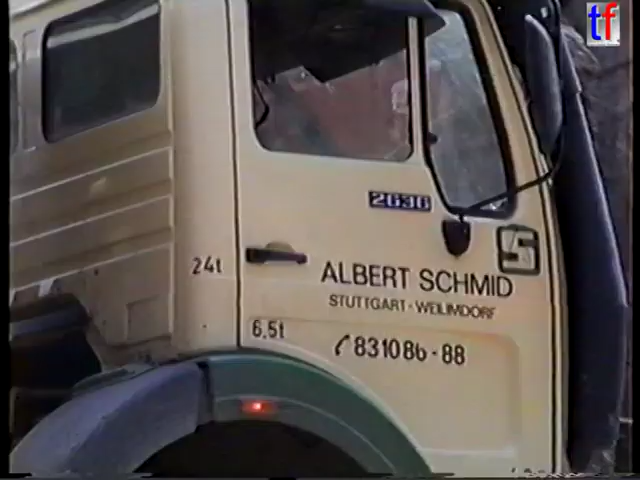 tf
2636
S
24t
ALBERT SCHMID
STUTTGART-WEILIMDORF
6,5t
831086-88